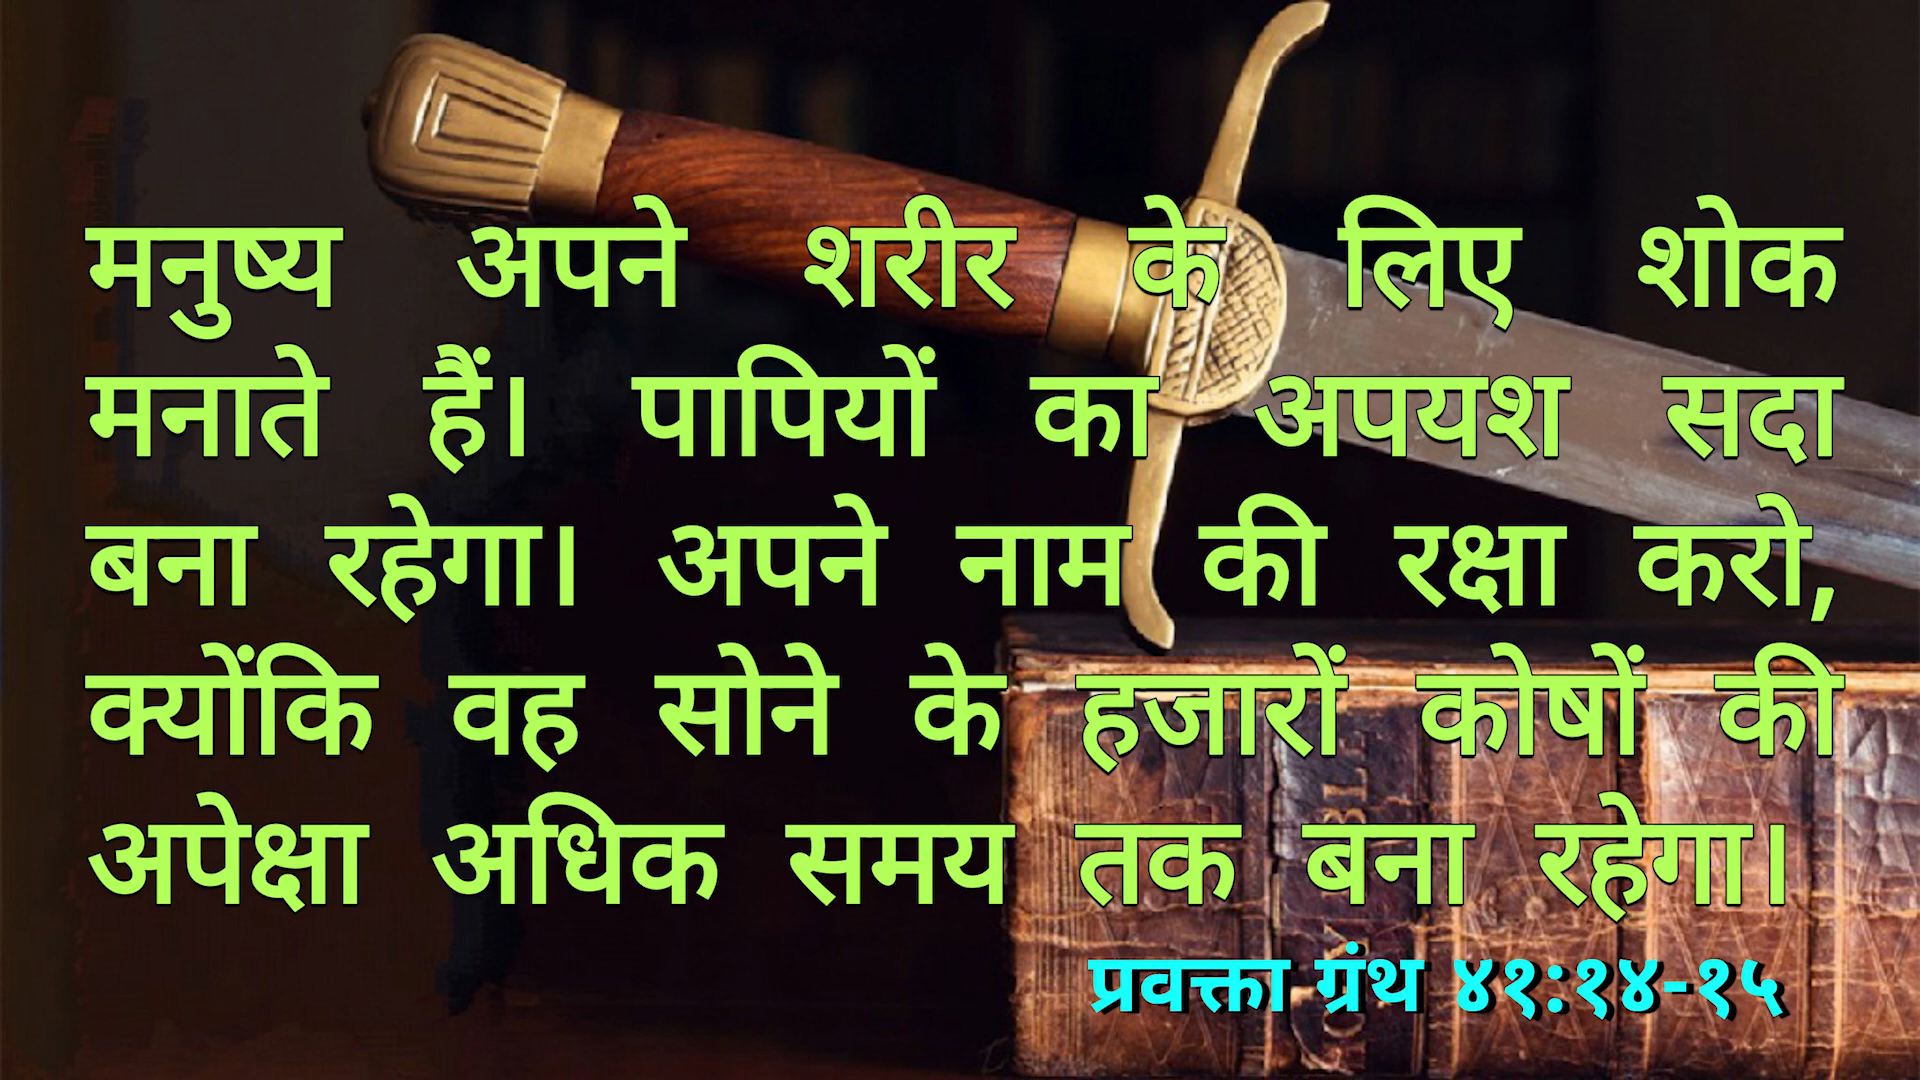 मनुष्य अपने शरीर के लिए शोक
मनाते हैं। पापियों का अपयश सदा
बना रहेगा। अपने नाम की रक्षा करो,
क्योंकि वह सोने के हजारों कोषों की
अपेक्षा अधिक समय तक बना रहेगा।
प्रवक्ता ग्रंथ ४१:१४-१५